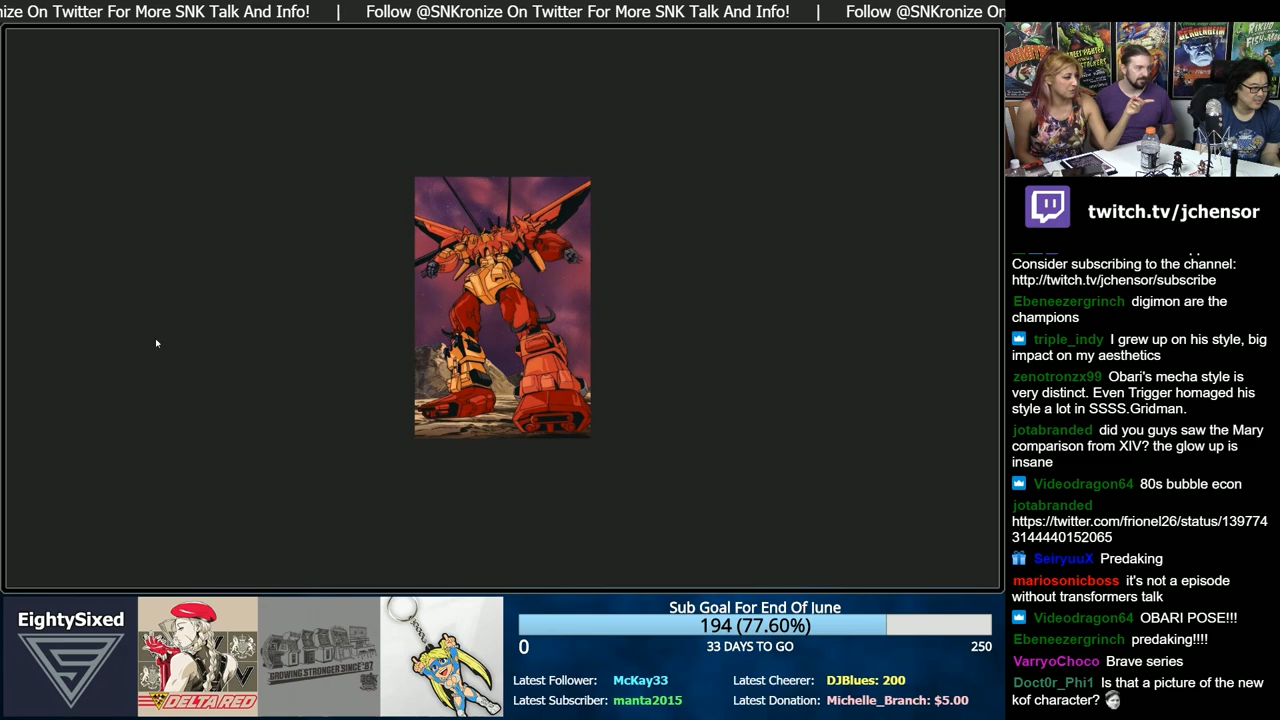 nize On Twitter For More SNK Talk And Info! | Follow @SNKronize On Twitter For More SNK Talk And Info! | Follow @SNKronize On
twitch.tv/jchensor
Consider subscribing to the channel:
http://twitch.tv/jchensor/subscribe
Ebeneezergrinch digimon are the
champions
triple_indy I grew up on his style, big
impact on my aesthetics
zenotronzx99 Obari's mecha style is
very distinct. Even Trigger homaged his
style a lot in SSSS.Gridman.
jotabranded did you guys saw the Mary
comparison from XIV? the glow up is
insane
Videodragon64 80s bubble econ
jotabranded
https://twitter.com/frionel26/status/139774
3144440152065
SeiryuuX Predaking
mariosonicboss it's not a episode
without transformers talk
Videodragon64 OBARI POSE!!!
Ebeneezergrinch predaking!!!!
VarryoChoco Brave series
Doct0r_Phi1 Is that a picture of the new
kof character?
EightySixed
DELTA RED
GROWING STRONGER SINCE '87
Sub Goal For End Of June
194 (77.60%)
0 33 DAYS TO GO 250
Latest Follower: McKay33 Latest Cheerer: DJBlues: 200
Latest Subscriber: manta2015 Latest Donation: Michelle_Branch: $5.00